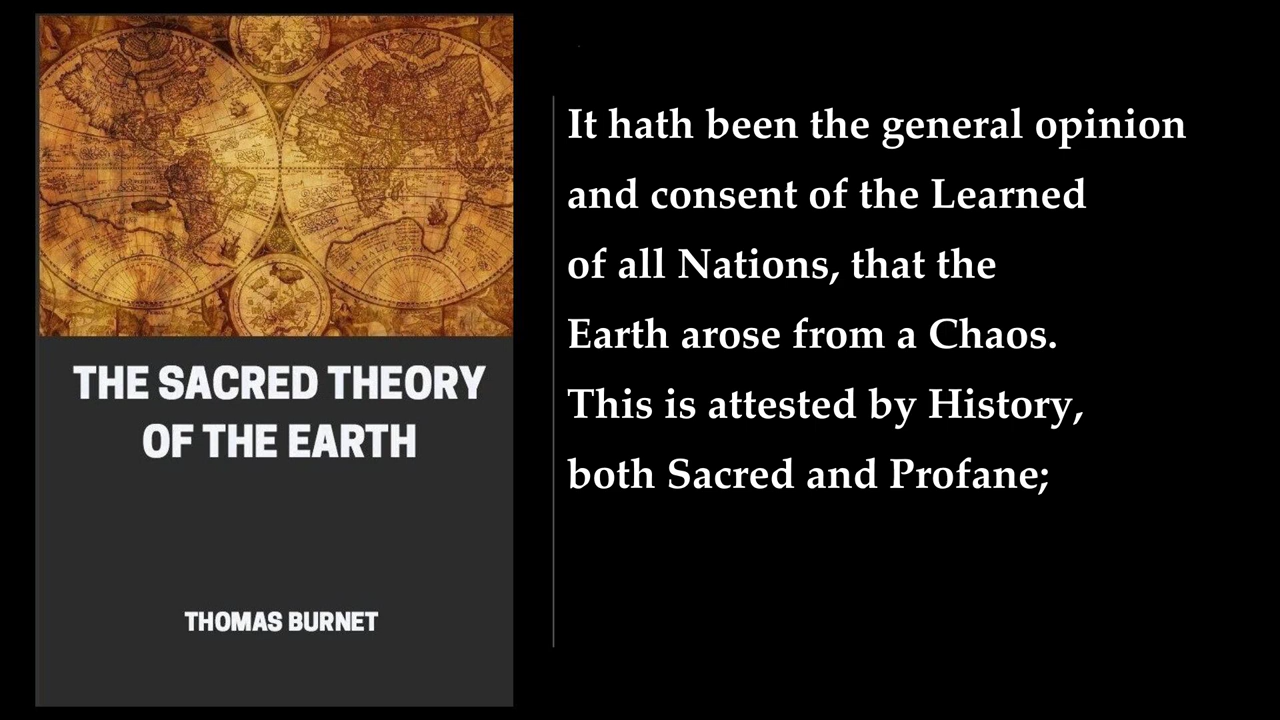 THE SACRED THEORY
OF THE EARTH
THOMAS BURNET
It hath been the general opinion
and consent of the Learned
of all Nations, that the
Earth arose from a Chaos.
This is attested by History,
both Sacred and Profane;